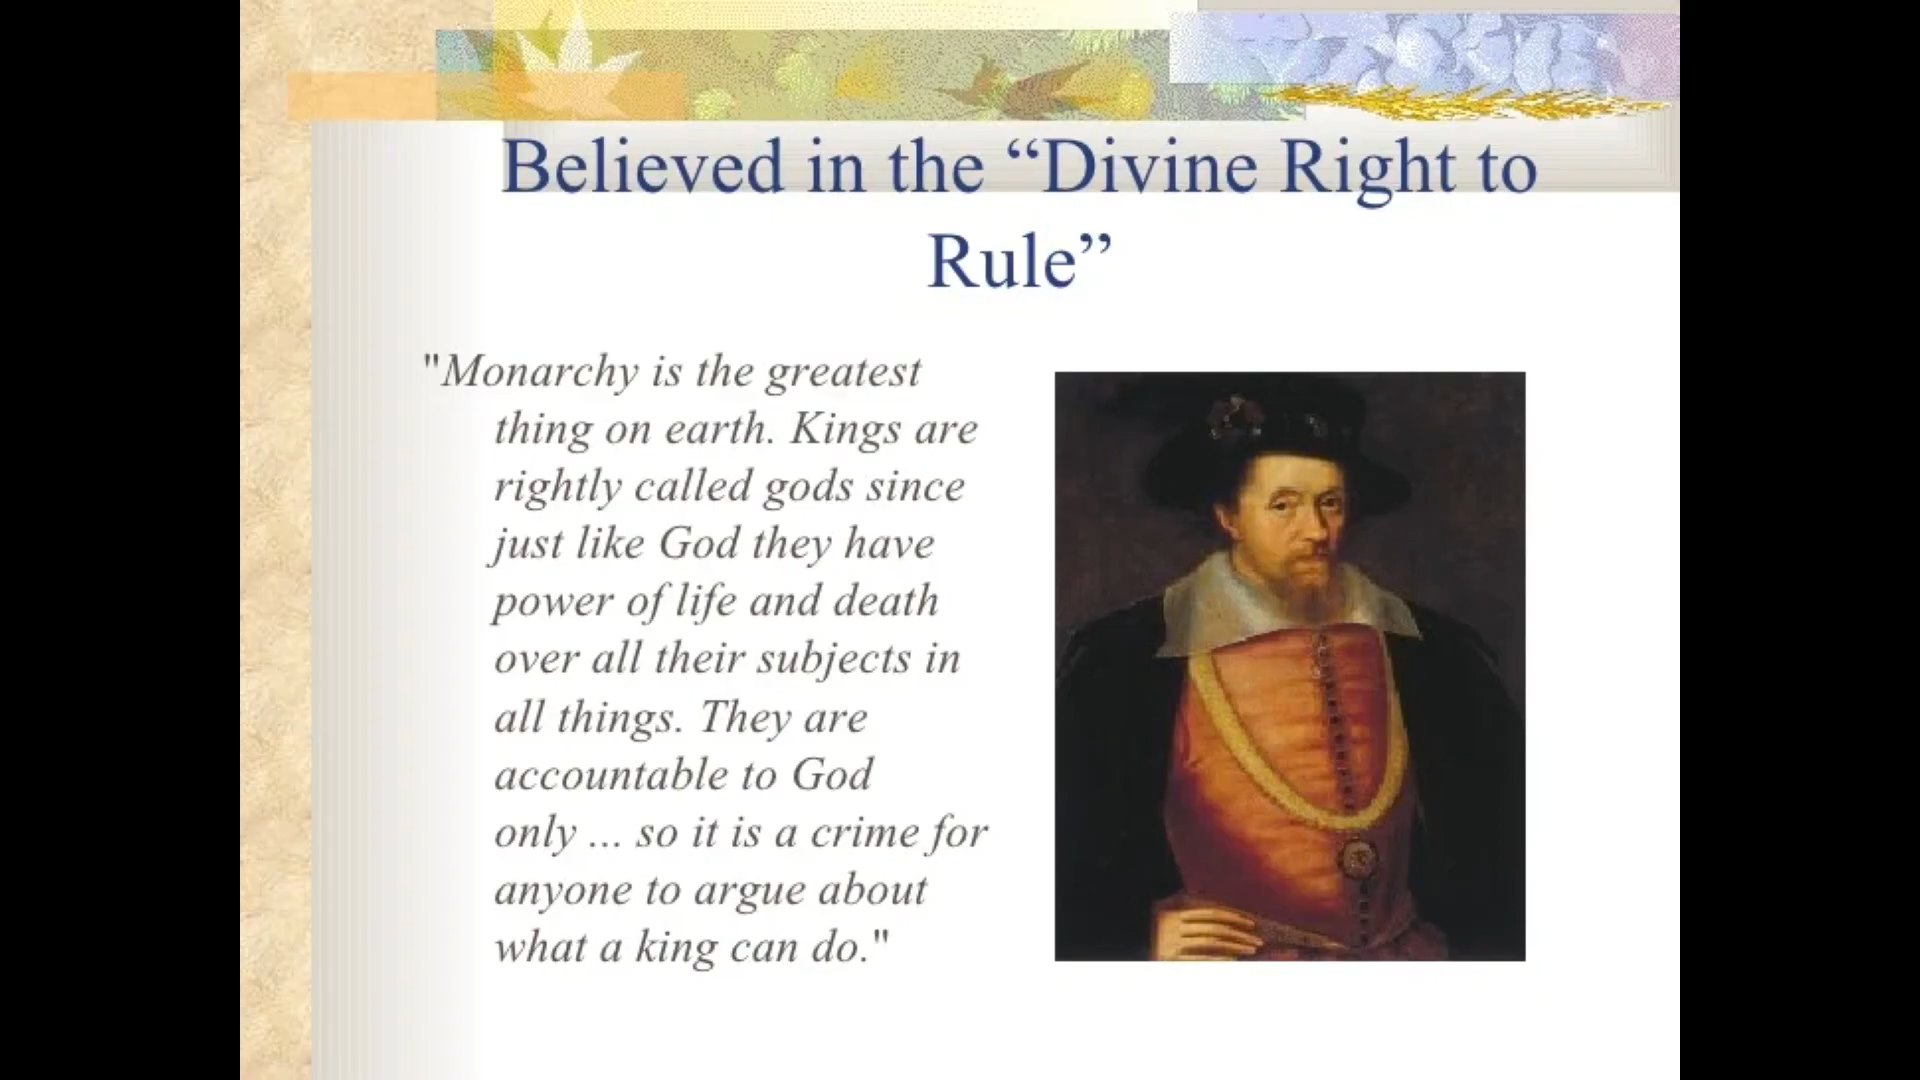 Believed in the “Divine Right to
Rule”
"Monarchy is the greatest
thing on earth. Kings are
rightly called gods since
just like God they have
power of life and death
over all their subjects in
all things. They are
accountable to God
only ... so it is a crime for
anyone to argue about
what a king can do."